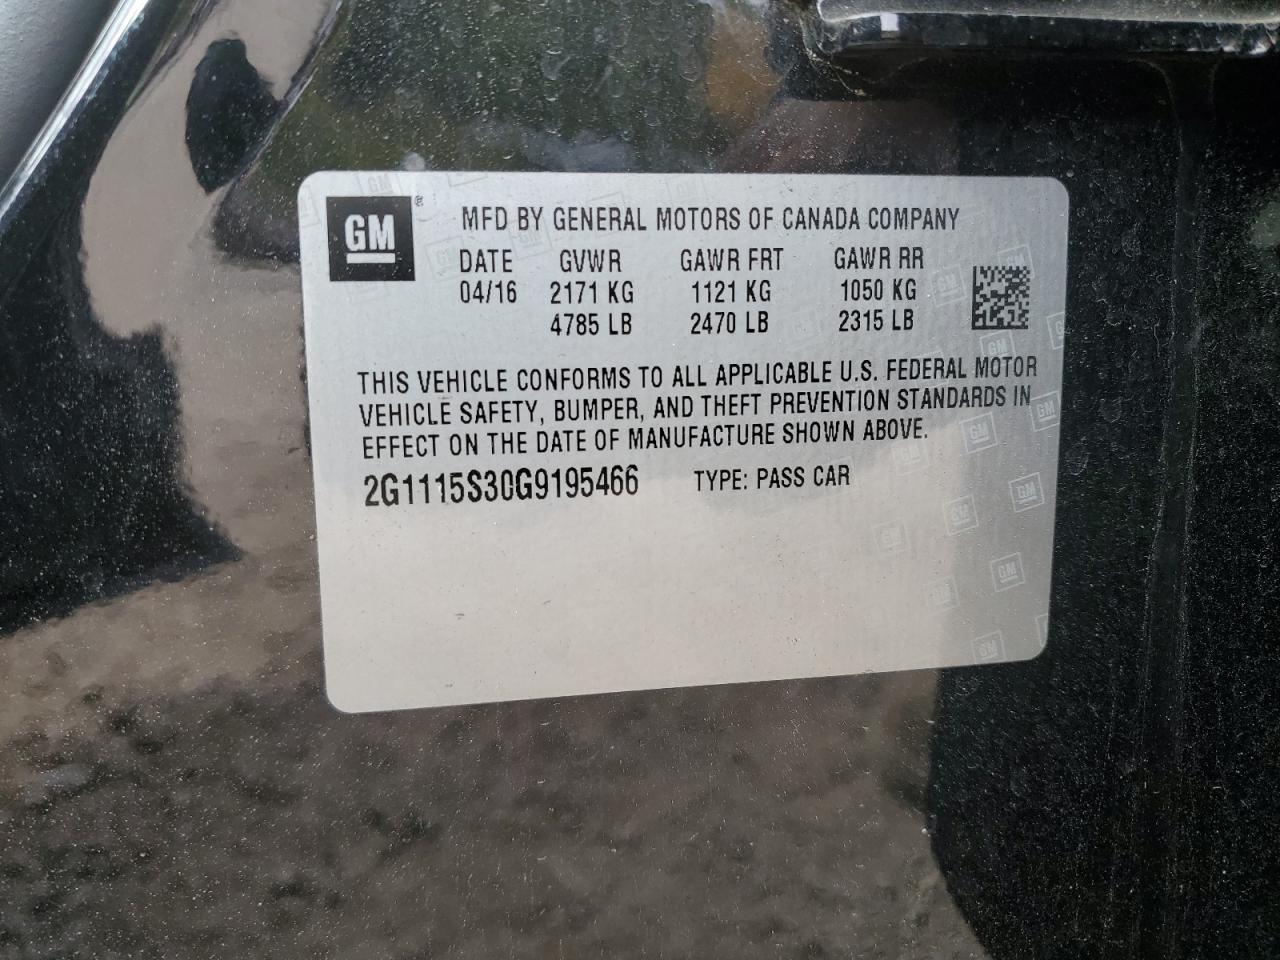 GM ® MFD BY GENERAL MOTORS OF CANADA COMPANY
DATE GVWR GAWR FRT GAWR RR
04/16 2171 KG 1121 KG 1050 KG
4785 LB 2470 LB 2315 LB
THIS VEHICLE CONFORMS TO ALL APPLICABLE U.S. FEDERAL MOTOR
VEHICLE SAFETY, BUMPER, AND THEFT PREVENTION STANDARDS IN
EFFECT ON THE DATE OF MANUFACTURE SHOWN ABOVE.
2G1115S30G9195466 TYPE: PASS CAR